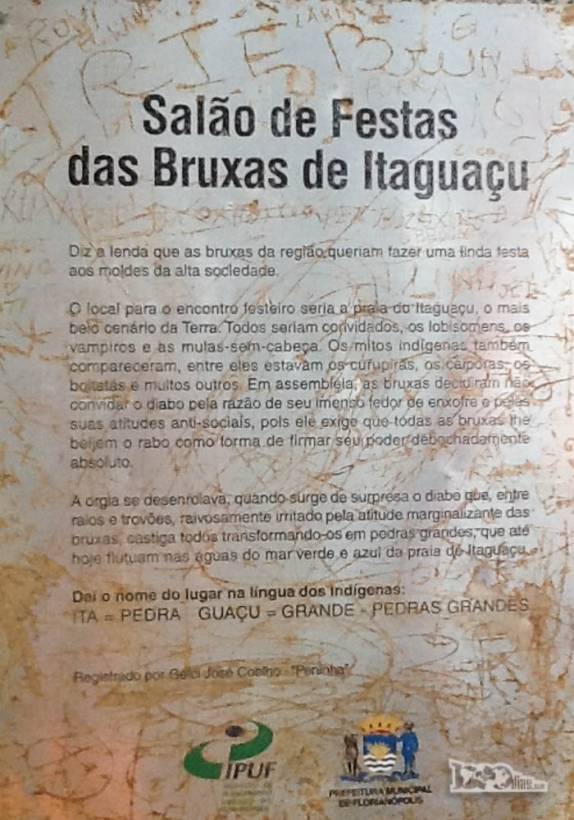 Salão de Festas
das Bruxas de Itaguaçu
Diz a lenda que as bruxas da região queriam fazer uma linda festa
aos moldes da alta sociedade.
O local para o encontro festeiro seria a praia do Itaguaçu, o mais
belo cenário da Terra. Todos seriam convidados, os lobisomens, os
vampiros e as mulas-sem-cabeça. Os mitos indígenas também
compareceram, entre eles estavam os curupiras, os caiporas, os
boitatás e muitos outros. Em assembléia, as bruxas decidiram não
convidar o diabo pela razão de seu imenso fedor de enxofre e pelas
suas atitudes anti-sociais, pois ele exige que todas as bruxas lhe
beijem o rabo como forma de firmar seu poder debochadamente
absoluto.
A orgia se desenrolava, quando surge de surpresa o diabo que, entre
raios e trovões, raivosamente irritado pela atitude marginalizante das
bruxas, castiga todos transformando-os em pedras grandes, que até
hoje flutuam nas águas do mar verde e azul da praia de Itaguaçu.
Daí o nome do lugar na língua dos indígenas:
ITA = PEDRA GUAÇU = GRANDE - PEDRAS GRANDES
Registrado por Gelci José Coelho - "Peninha"
IPUF
PREFEITURA MUNICIPAL
DE FLORIANÓPOLIS